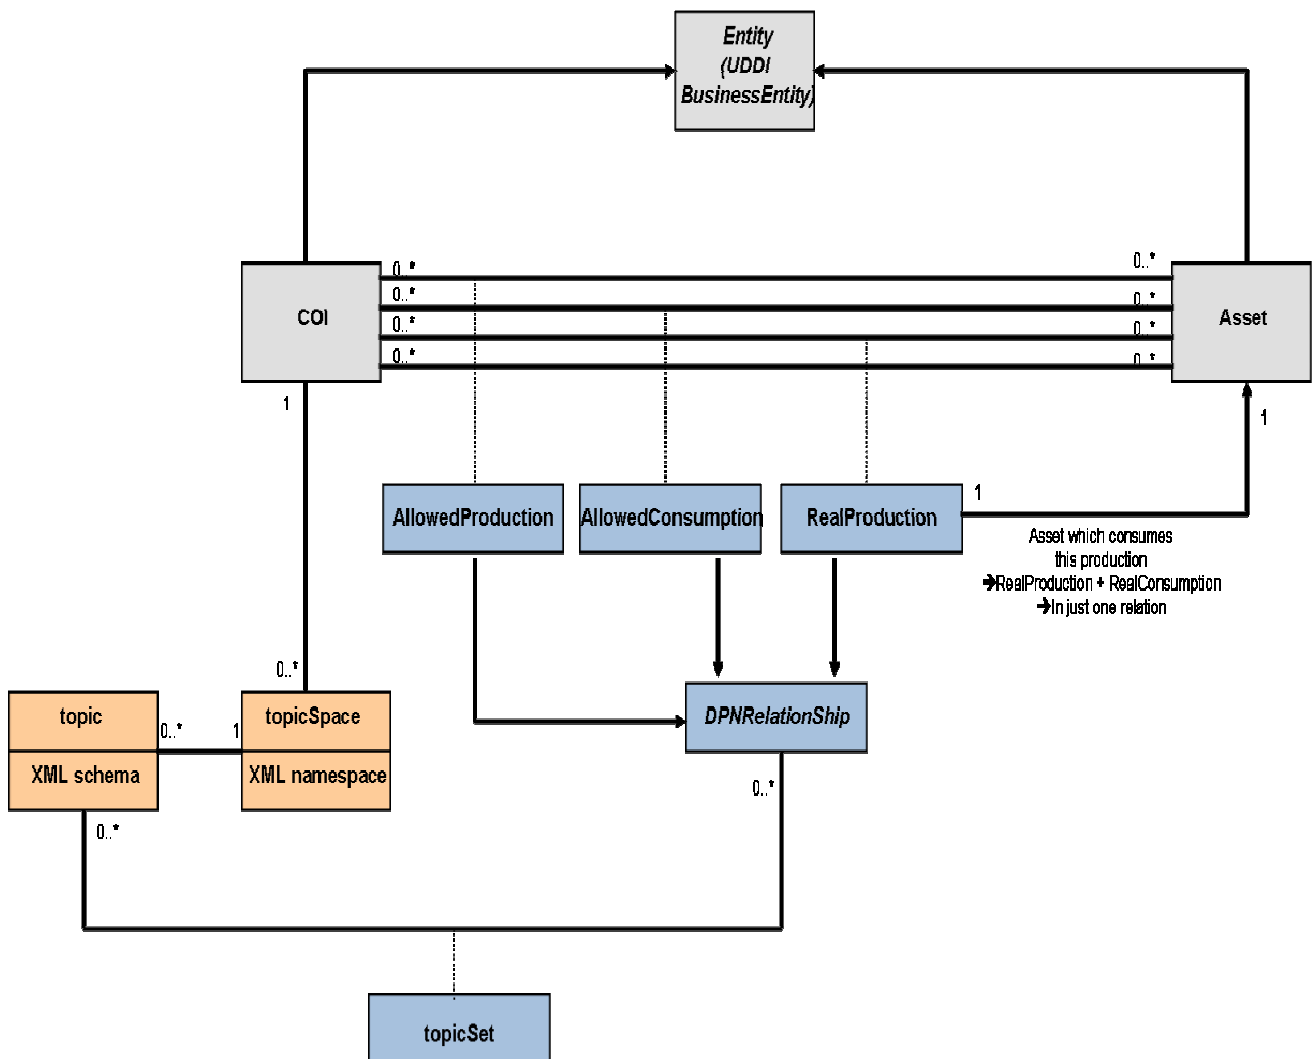 Entity
(UDDI
BusinessEntity)
0..*
0..*
0..*
0..*
COI
0..*
0..*
0..*
0..*
Asset
1
1
AllowedProduction
AllowedConsumption
RealProduction
1
Asset which consumes
this production
➔RealProduction + RealConsumption
➔In just one relation
0..*
topic
0..*
1
topicSpace
DPNRelationShip
XML schema
XML namespace
0..*
0..*
topicSet